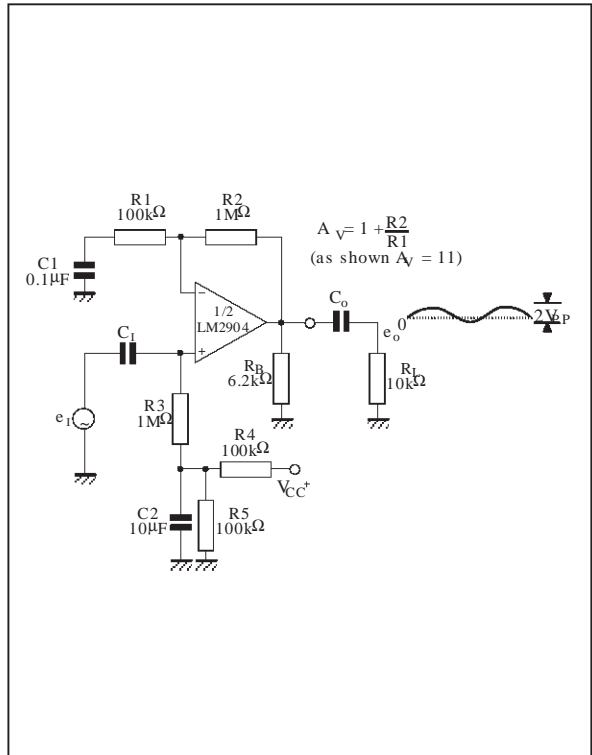 R1
100kΩ
R2
1MΩ
A V = 1 + R2
R1
(as shown AV = 11)
C1
0.1µF
CI
1/2
LM2904
Co
eo
0
2VPP
RB
6.2kΩ
RL
10kΩ
eI
R3
1MΩ
R4
100kΩ
VCC+
C2
10µF
R5
100kΩ